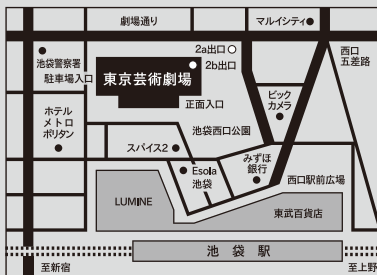 劇場通り
マルイシティ
2a出口
池袋警察署
2b出口
西口
五差路
駐車場入口
東京芸術劇場
正面入口
ビック
カメラ
ホテル
メトロ
ポリタン
池袋西口公園
スパイス2
Esola
池袋
みずほ
銀行
西口駅前広場
LUMINE
東武百貨店
池袋駅
至新宿
至上野